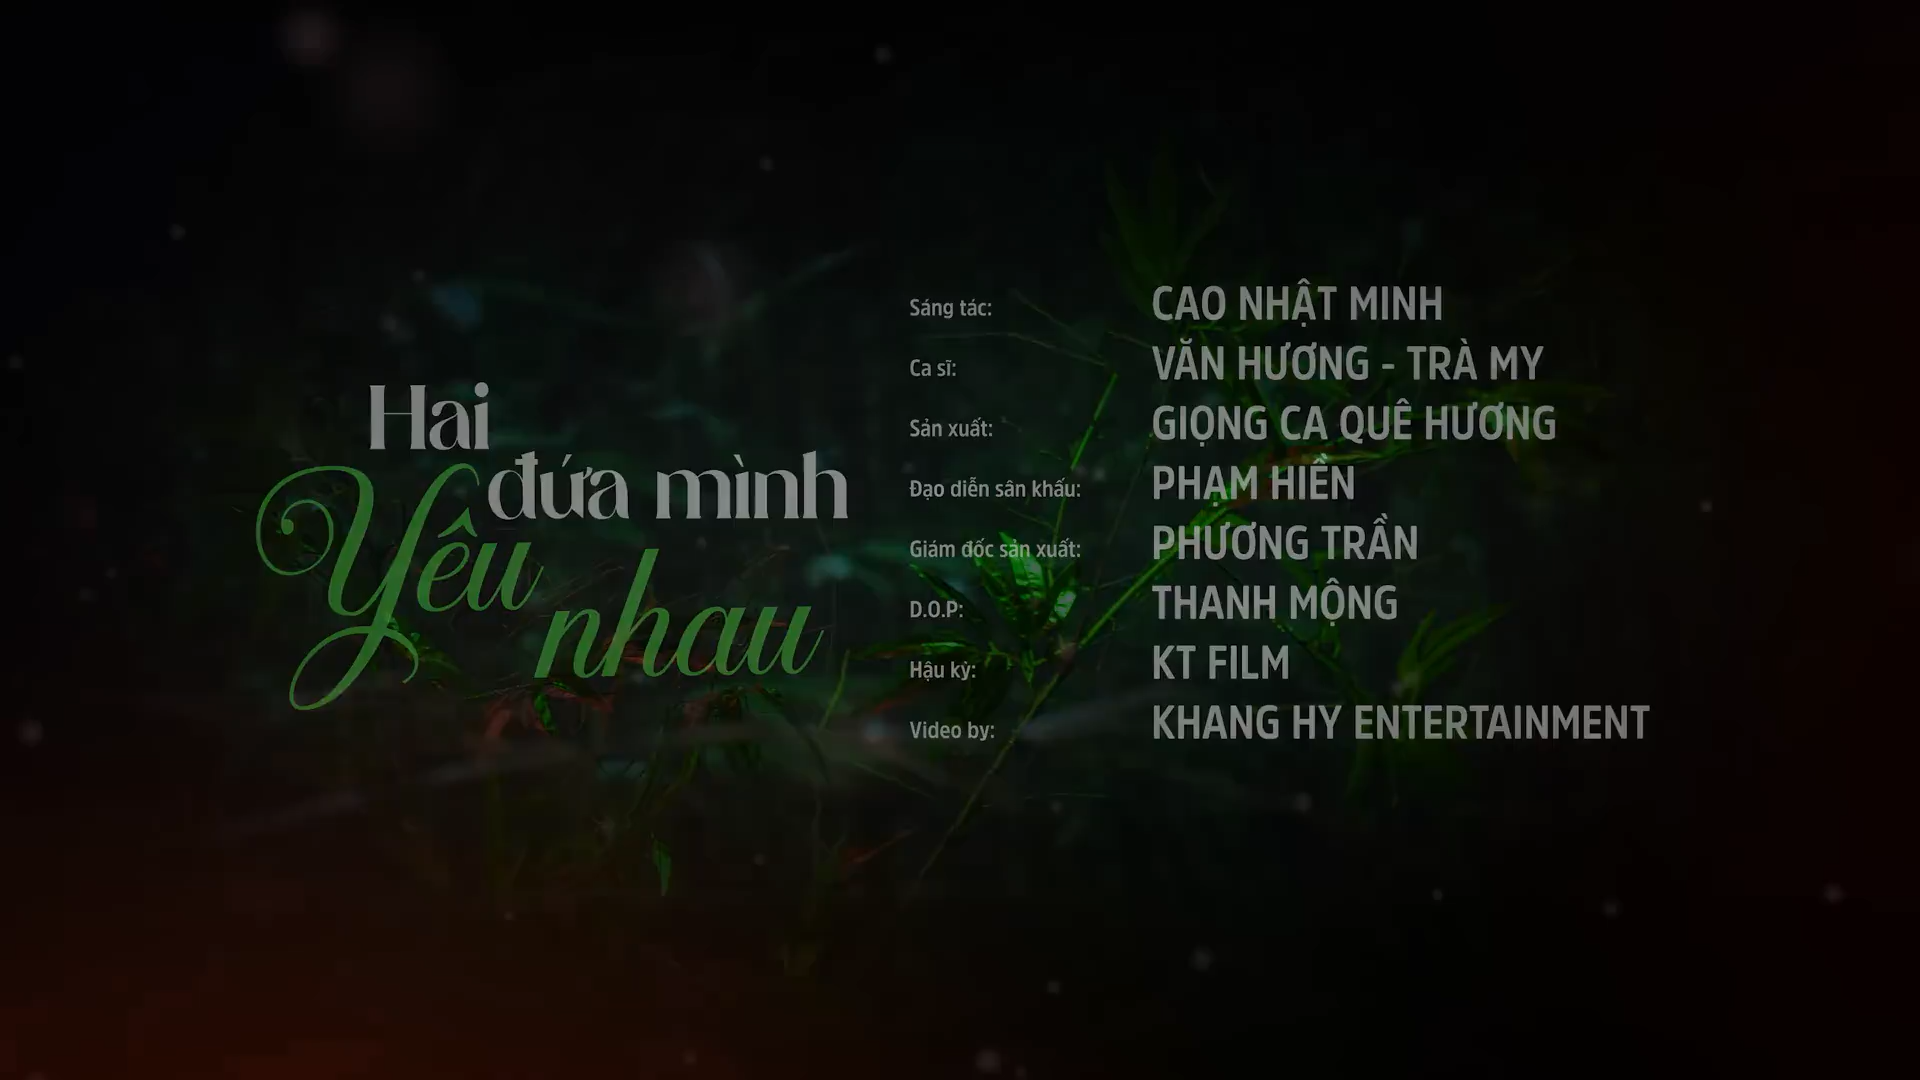 Hai
đứa mình
Yêu
nhau
Sáng tác: CAO NHẬT MINH
Ca sĩ: VĂN HƯƠNG - TRÀ MY
Sản xuất: GIỌNG CA QUÊ HƯƠNG
Đạo diễn sân khấu: PHẠM HIỀN
Giám đốc sản xuất: PHƯƠNG TRẦN
D.O.P: THANH MỘNG
Hậu kỳ: KT FILM
Video by: KHANG HY ENTERTAINMENT